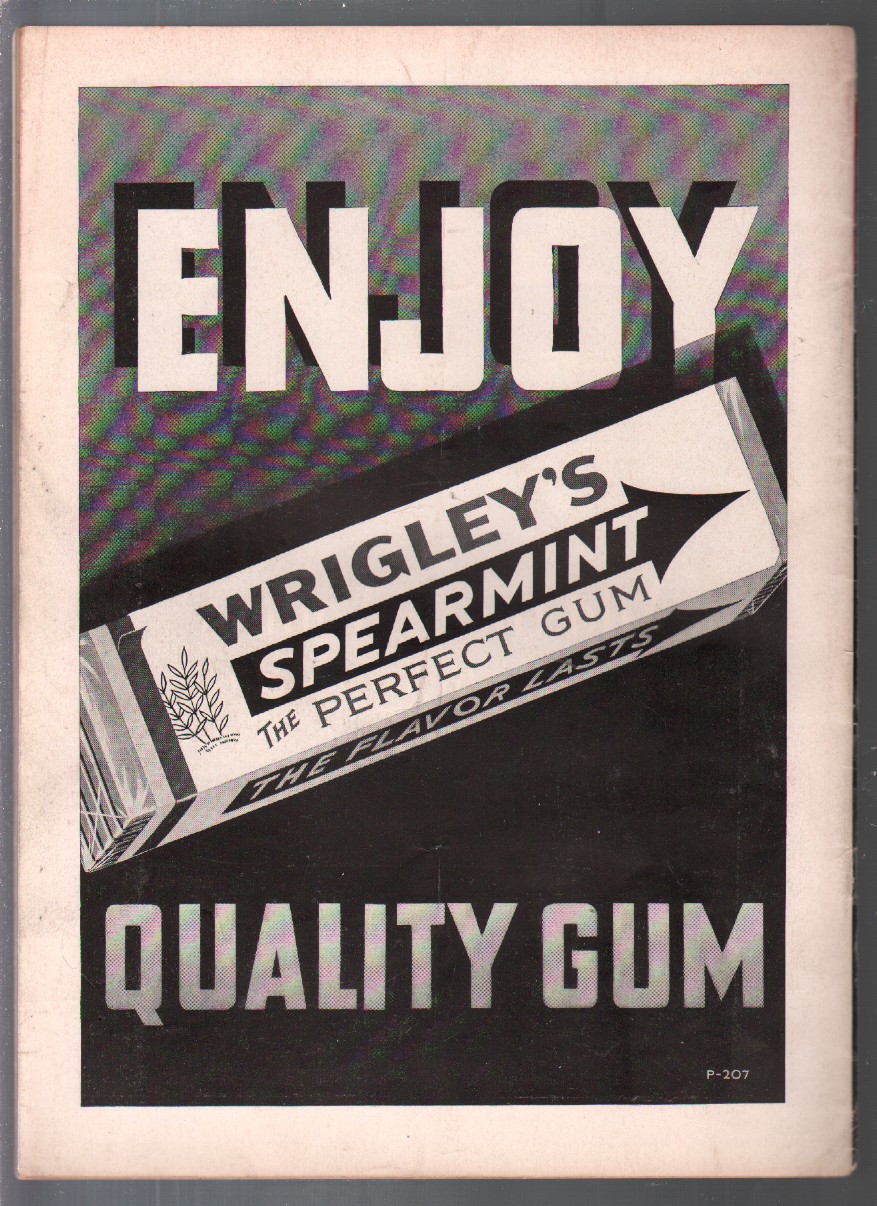 ENJOY
WRIGLEY'S
SPEARMINT
THE PERFECT GUM
THE FLAVOR LASTS
QUALITY GUM
P-207